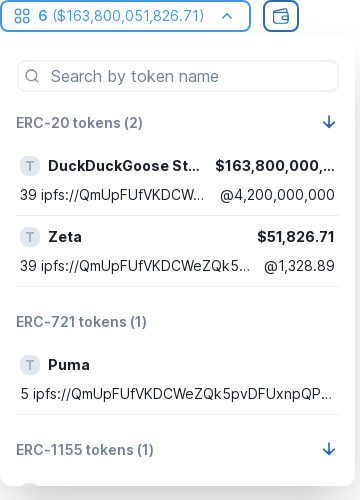 6 ($163,800,051,826.71)
Search by token name
ERC-20 tokens (2)
T DuckDuckGoose St... $163,800,000,...
39 ipfs://QmUpFUfVKDCW... @4,200,000,000
T Zeta $51,826.71
39 ipfs://QmUpFUfVKDCWeZQk5... @1,328.89
ERC-721 tokens (1)
T Puma
5 ipfs://QmUpFUfVKDCWeZQk5pvDFUxnpQP...
ERC-1155 tokens (1)